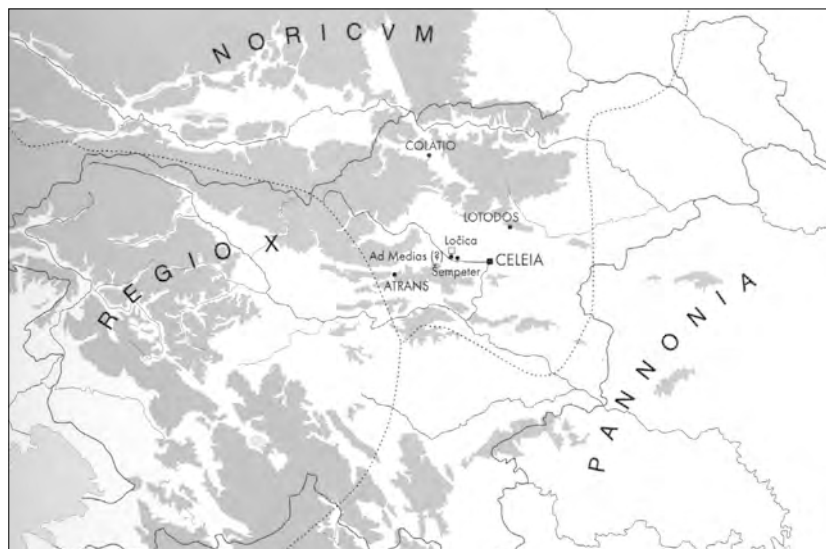 NORICVM
COLATIO
LOTODOS
REGIO X
Ločica
Ad Medias (?)
CELEIA
Šempeter
ATRANS
PANNONIA